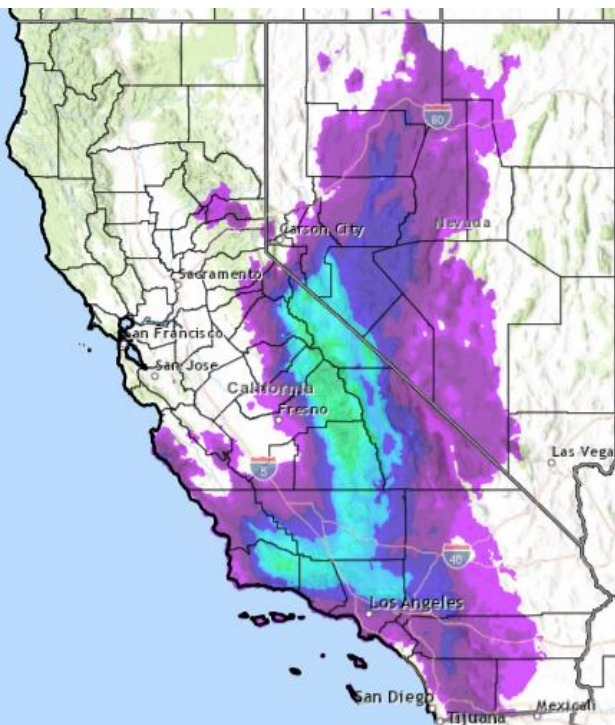 80
Nevada
Carson City
Sacramento
San Francisco
San Jose
California
Fresno
5
Las Vega
40
Los Angeles
San Diego
Tijuana
Mexicali